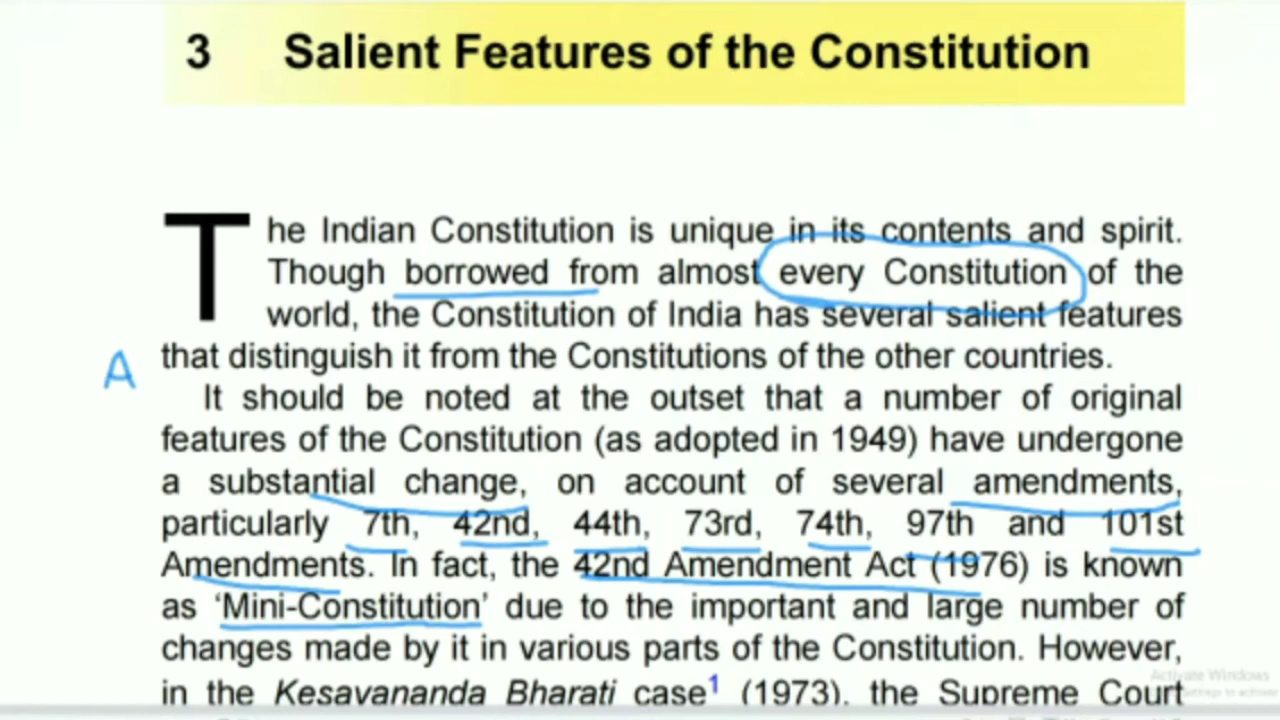 3 Salient Features of the Constitution
The Indian Constitution is unique in its contents and spirit.
Though borrowed from almost every Constitution of the
world, the Constitution of India has several salient features
that distinguish it from the Constitutions of the other countries.
A
It should be noted at the outset that a number of original
features of the Constitution (as adopted in 1949) have undergone
a substantial change, on account of several amendments,
particularly 7th, 42nd, 44th, 73rd, 74th, 97th and 101st
Amendments. In fact, the 42nd Amendment Act (1976) is known
as ‘Mini-Constitution’ due to the important and large number of
changes made by it in various parts of the Constitution. However,
in the Kesavananda Bharati case1 (1973), the Supreme Court
Activate Windows